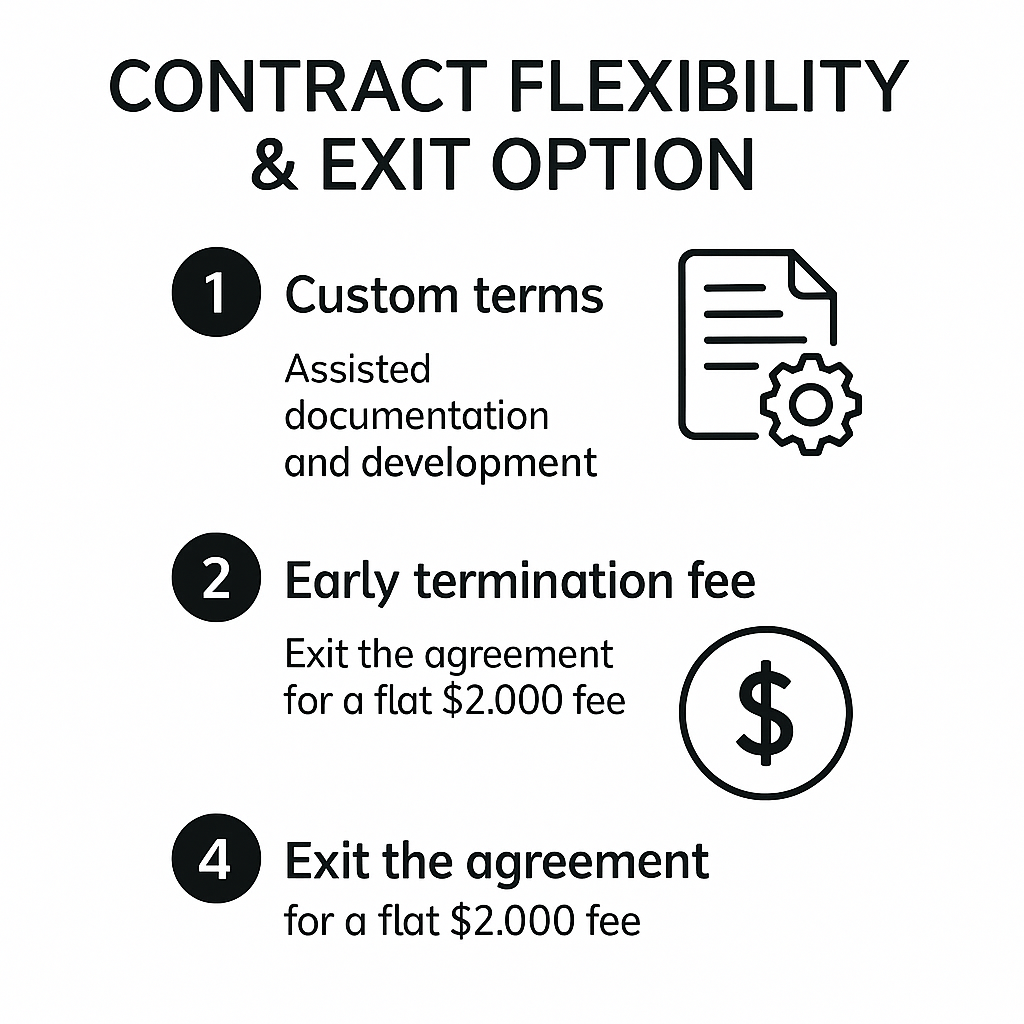 CONTRACT FLEXIBILITY
& EXIT OPTION
1 Custom terms
Assisted
documentation
and development
2 Early termination fee
Exit the agreement
for a flat $2.000 fee
$
4 Exit the agreement
for a flat $2.000 fee